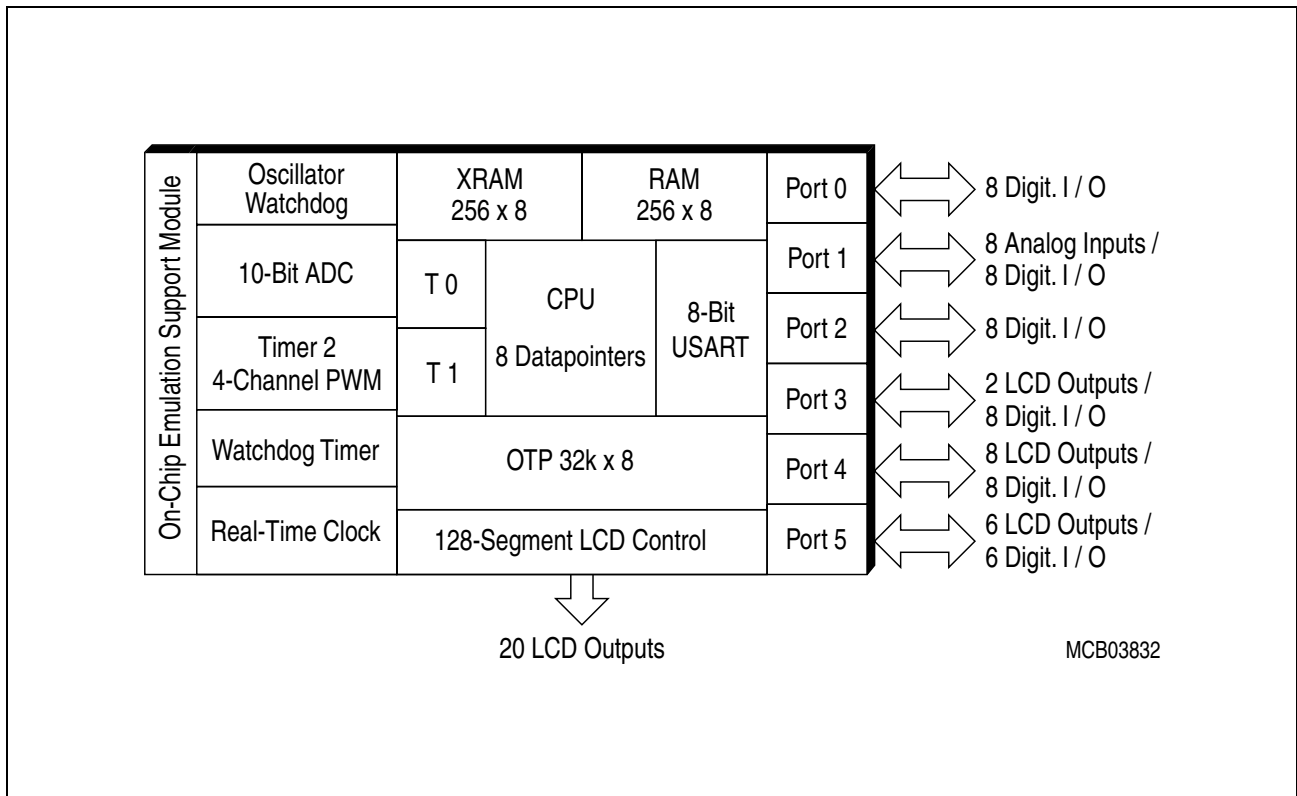 On-Chip Emulation Support Module
Oscillator
Watchdog
10-Bit ADC
Timer 2
4-Channel PWM
Watchdog Timer
Real-Time Clock
XRAM
256 x 8
RAM
256 x 8
T 0
T 1
CPU
8 Datapointers
8-Bit
USART
OTP 32k x 8
128-Segment LCD Control
Port 0
8 Digit. I / O
Port 1
8 Analog Inputs /
8 Digit. I / O
Port 2
8 Digit. I / O
Port 3
2 LCD Outputs /
8 Digit. I / O
Port 4
8 LCD Outputs /
8 Digit. I / O
Port 5
6 LCD Outputs /
6 Digit. I / O
20 LCD Outputs
MCB03832